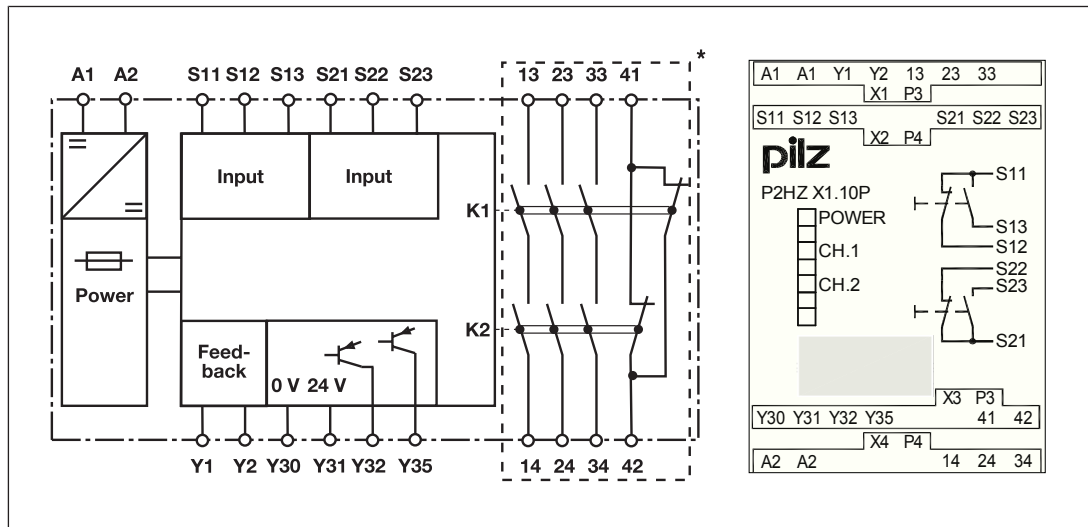 A1 A2 S11 S12 S13 S21 S22 S23 13 23 33 41 *
Input Input
K1
Power
K2
Feed-
back
0 V 24 V
Y1 Y2 Y30 Y31 Y32 Y35 14 24 34 42
A1 A1 Y1 Y2 13 23 33
X1 P3
S11 S12 S13 S21 S22 S23
X2 P4
pilz
P2HZ X1.10P
POWER
CH.1
CH.2
S11
S13
S12
S22
S23
S21
X3 P3
Y30 Y31 Y32 Y35 41 42
X4 P4
A2 A2 14 24 34